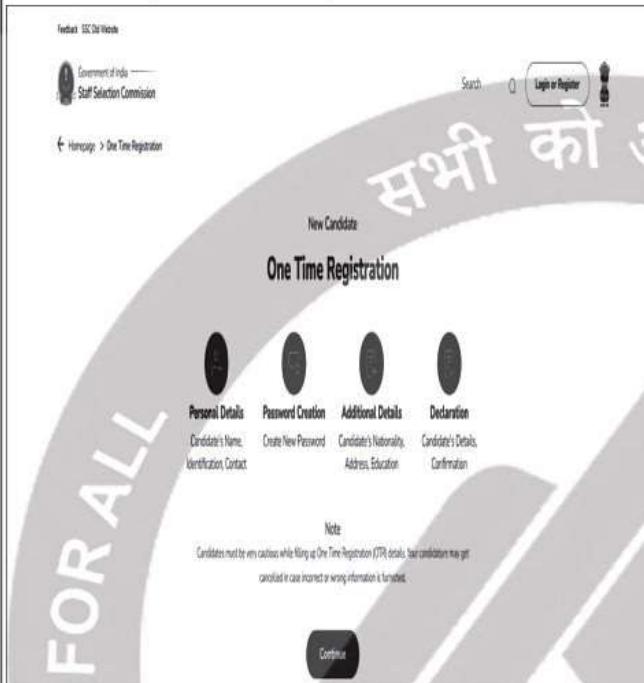 Feedback SSC Old Website
Government of India
Staff Selection Commission
Search
Login or Register
Homepage > One Time Registration
सभी को
New Candidate
One Time Registration
Personal Details Password Creation Additional Details Declaration
Candidate's Name, Create New Password Candidate's Nationality, Candidate's Details,
Identification, Contact Address, Education Confirmation
FOR ALL
Note
Candidates must be very cautious while filling up One Time Registration (OTR) details. Your candidature may get
cancelled in case incorrect or wrong information is furnished.
Continue